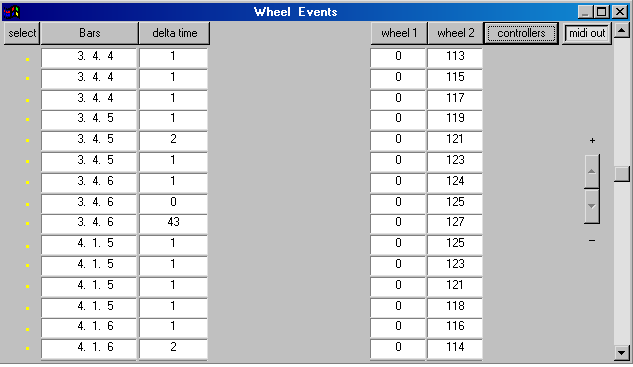 Wheel Events
select Bars delta time wheel 1 wheel 2 controllers midi out
3. 4. 4 1 0 113
3. 4. 4 1 0 115
3. 4. 4 1 0 117
3. 4. 5 1 0 119
3. 4. 5 2 0 121
+
3. 4. 5 1 0 123
3. 4. 6 1 0 124
3. 4. 6 0 0 125
3. 4. 6 43 0 127
4. 1. 5 1 0 125
–
4. 1. 5 1 0 123
4. 1. 5 1 0 121
4. 1. 5 1 0 118
4. 1. 6 1 0 116
4. 1. 6 2 0 114